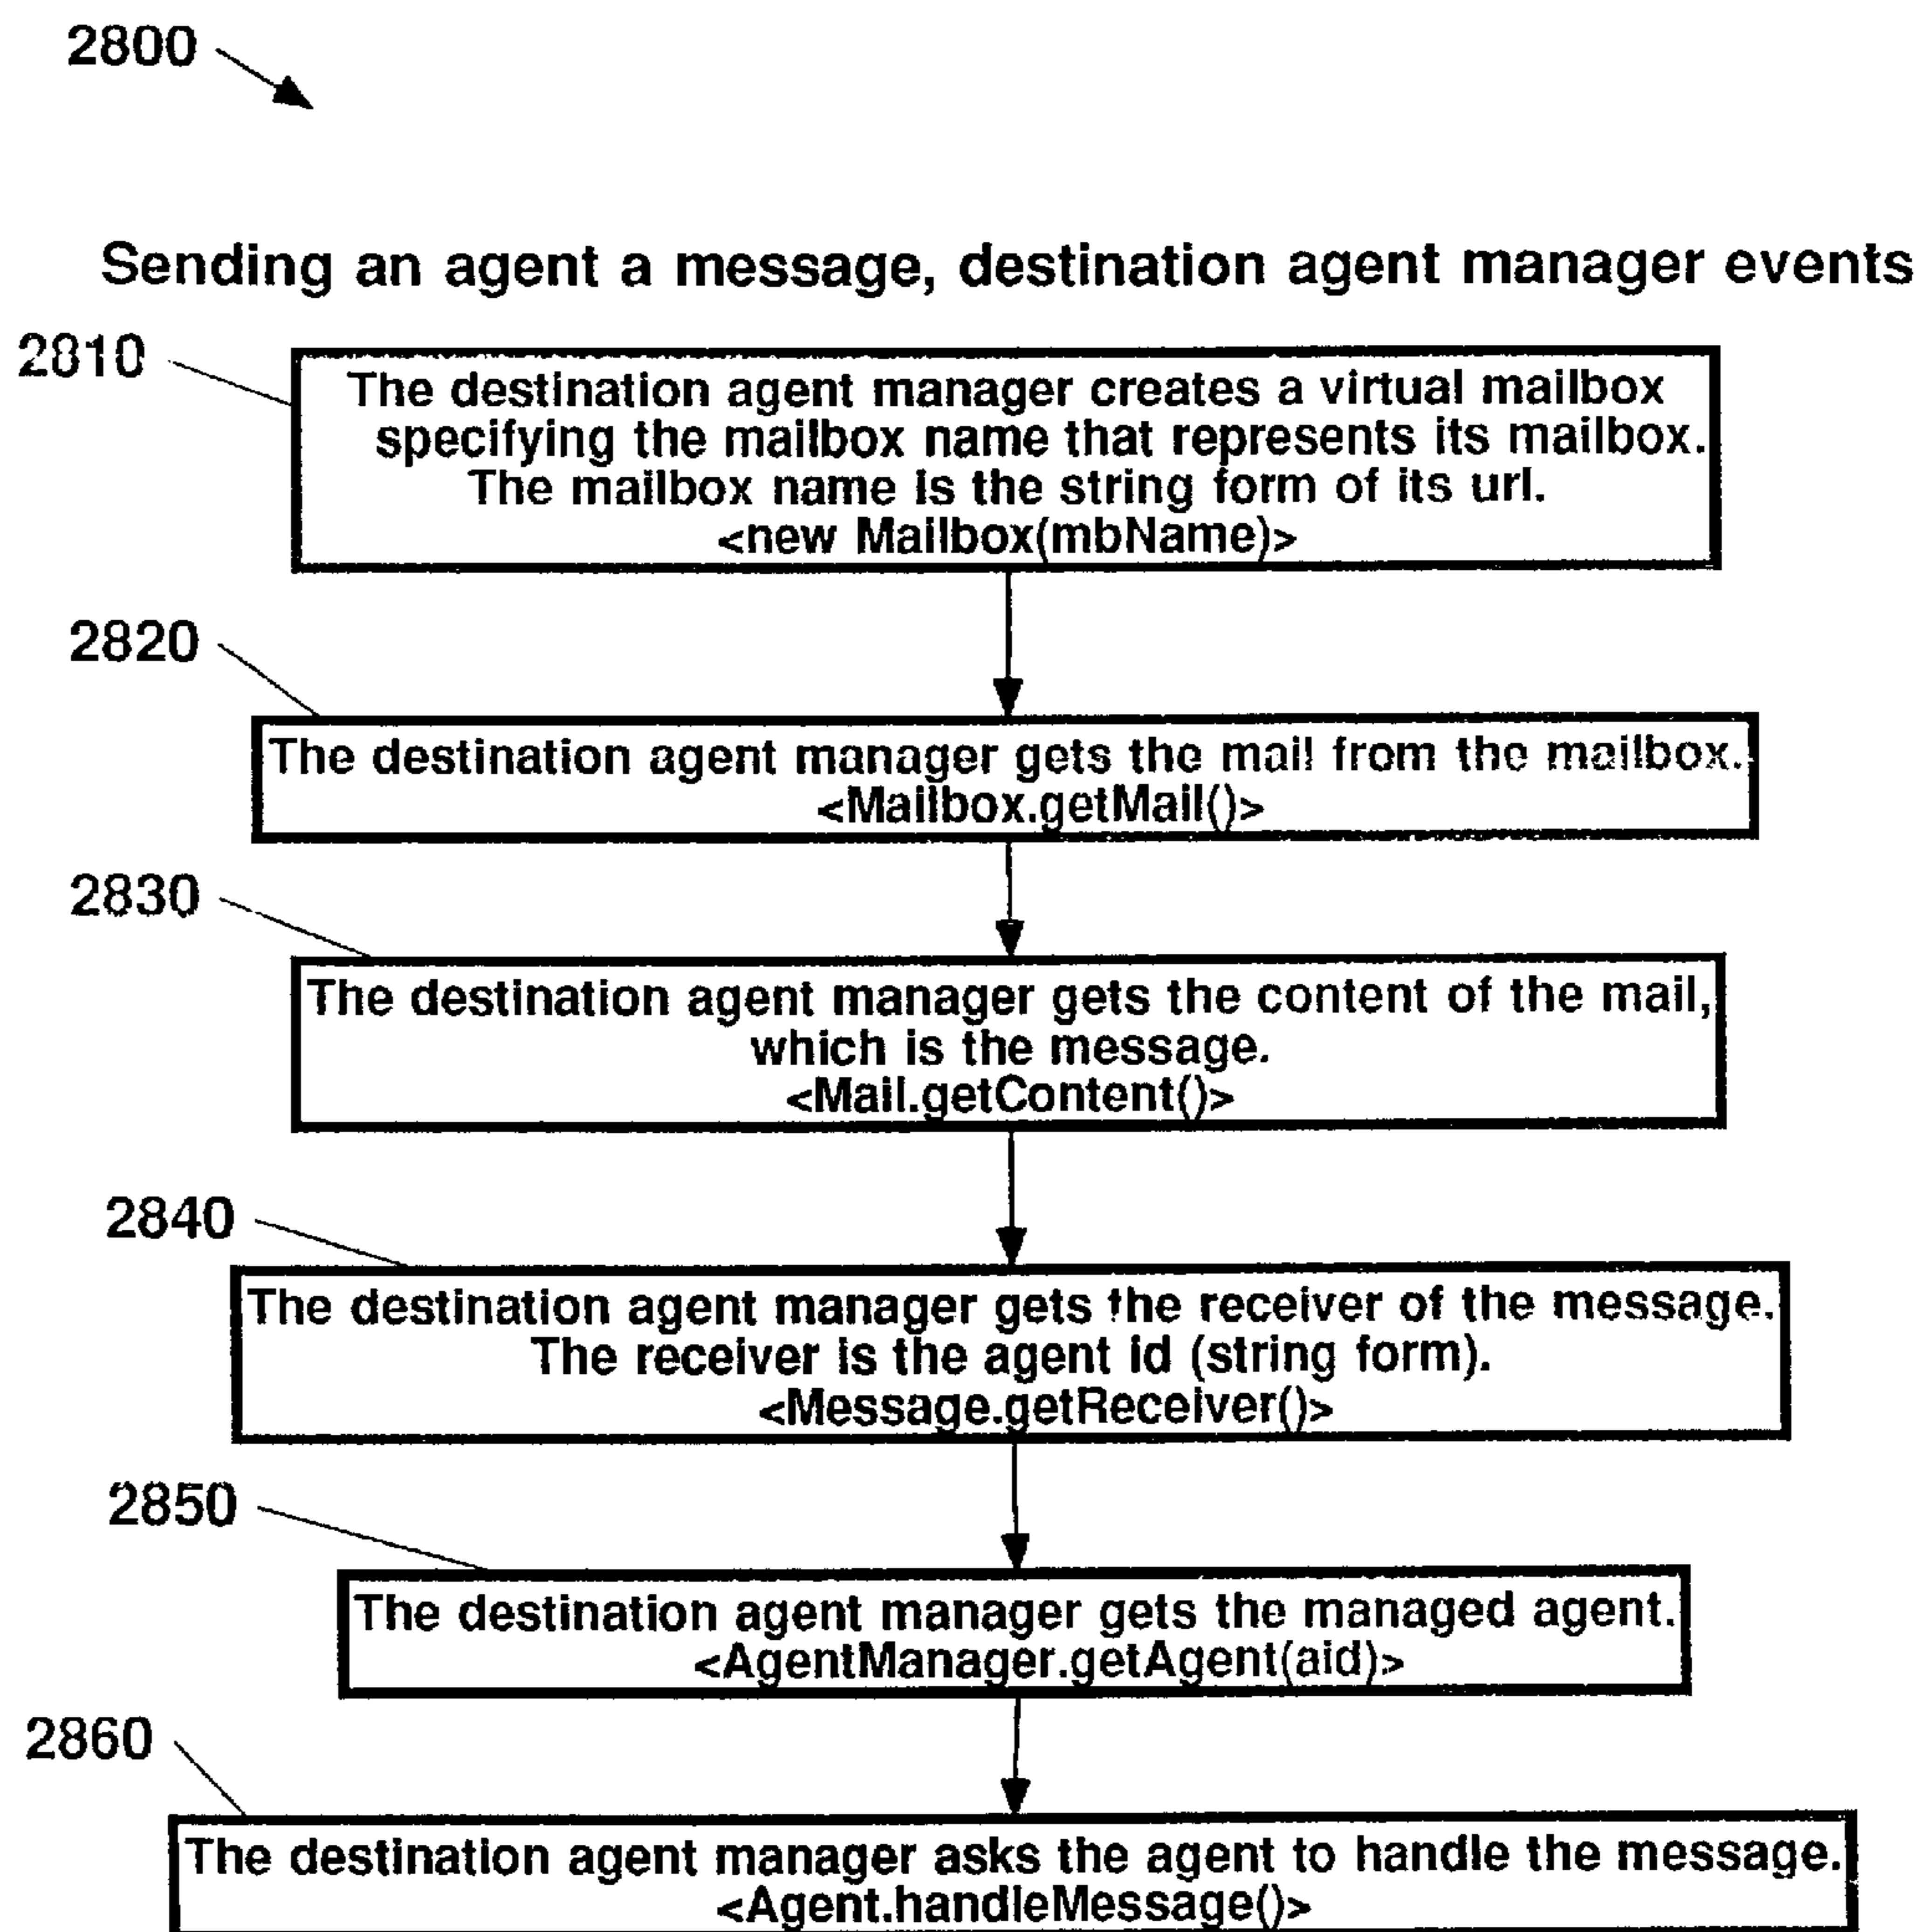 2800
Sending an agent a message, destination agent manager events
2810
The destination agent manager creates a virtual mailbox
specifying the mailbox name that represents its mailbox.
The mailbox name is the string form of its url.
<new Mailbox(mbName)>
2820
The destination agent manager gets the mail from the mailbox.
<Mailbox.getMail()>
2830
The destination agent manager gets the content of the mail,
which is the message.
<Mail.getContent()>
2840
The destination agent manager gets the receiver of the message.
The receiver is the agent id (string form).
<Message.getReceiver()>
2850
The destination agent manager gets the managed agent.
<AgentManager.getAgent(aid)>
2860
The destination agent manager asks the agent to handle the message.
<Agent.handleMessage()>